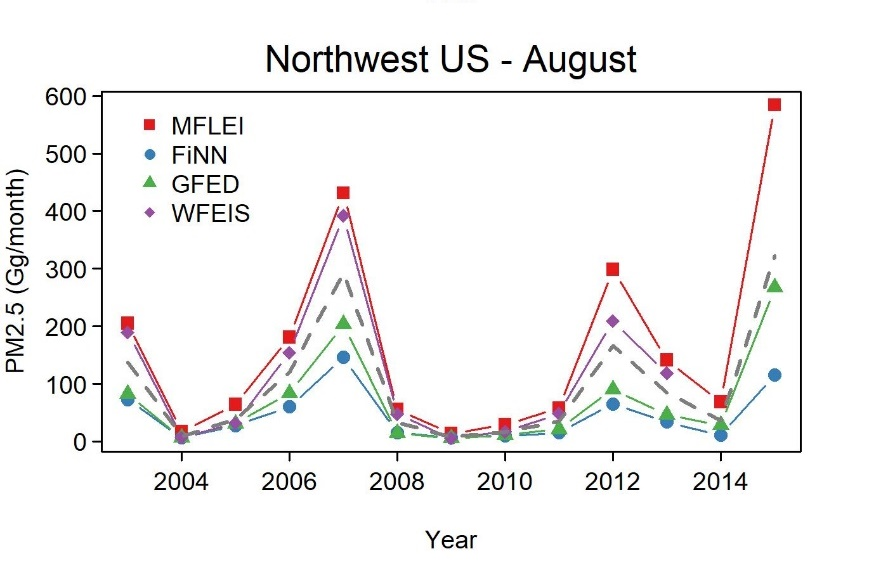 Northwest US - August
600
500
400
300
200
100
0
PM2.5 (Gg/month)
MFLEI
FiNN
GFED
WFEIS
2004 2006 2008 2010 2012 2014
Year